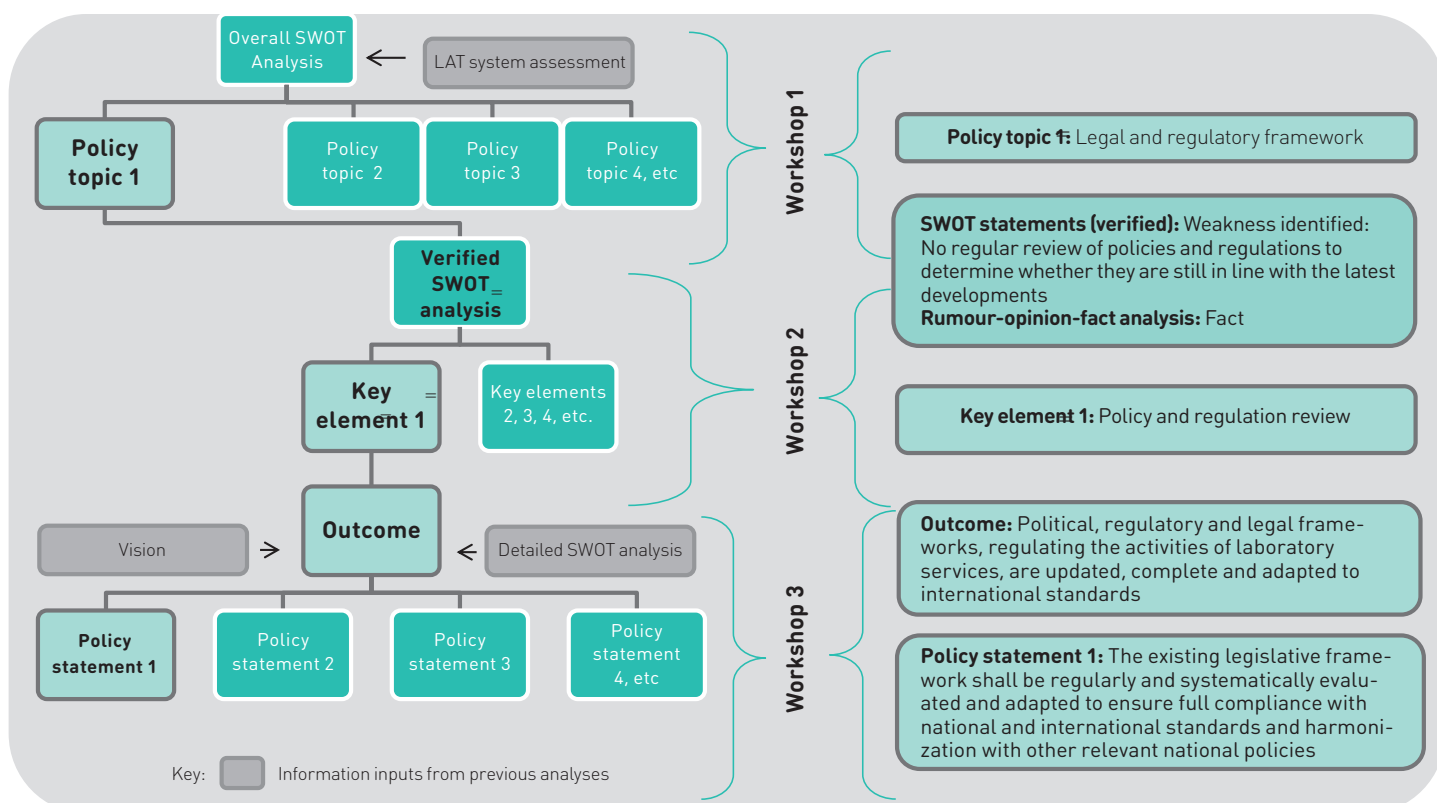 Overall SWOT
Analysis
LAT system assessment
Policy
topic 1
Policy
topic 2
Policy
topic 3
Policy
topic 4, etc
Verified
SWOT =
analysis
Key =
element 1
=
Key elements
2, 3, 4, etc.
Outcome
Vision
Detailed SWOT analysis
Policy
statement 1
Policy
statement 2
Policy
statement 3
Policy
statement
4, etc
Key:
Information inputs from previous analyses
Workshop 1
Workshop 2
Workshop 3
Policy topic 1: Legal and regulatory framework
SWOT statements (verified): Weakness identified:
No regular review of policies and regulations to
determine whether they are still in line with the latest
developments
Rumour-opinion-fact analysis: Fact
Key element 1: Policy and regulation review
Outcome: Political, regulatory and legal frame-
works, regulating the activities of laboratory
services, are updated, complete and adapted to
international standards
Policy statement 1: The existing legislative frame-
work shall be regularly and systematically evalu-
ated and adapted to ensure full compliance with
national and international standards and harmoni-
zation with other relevant national policies